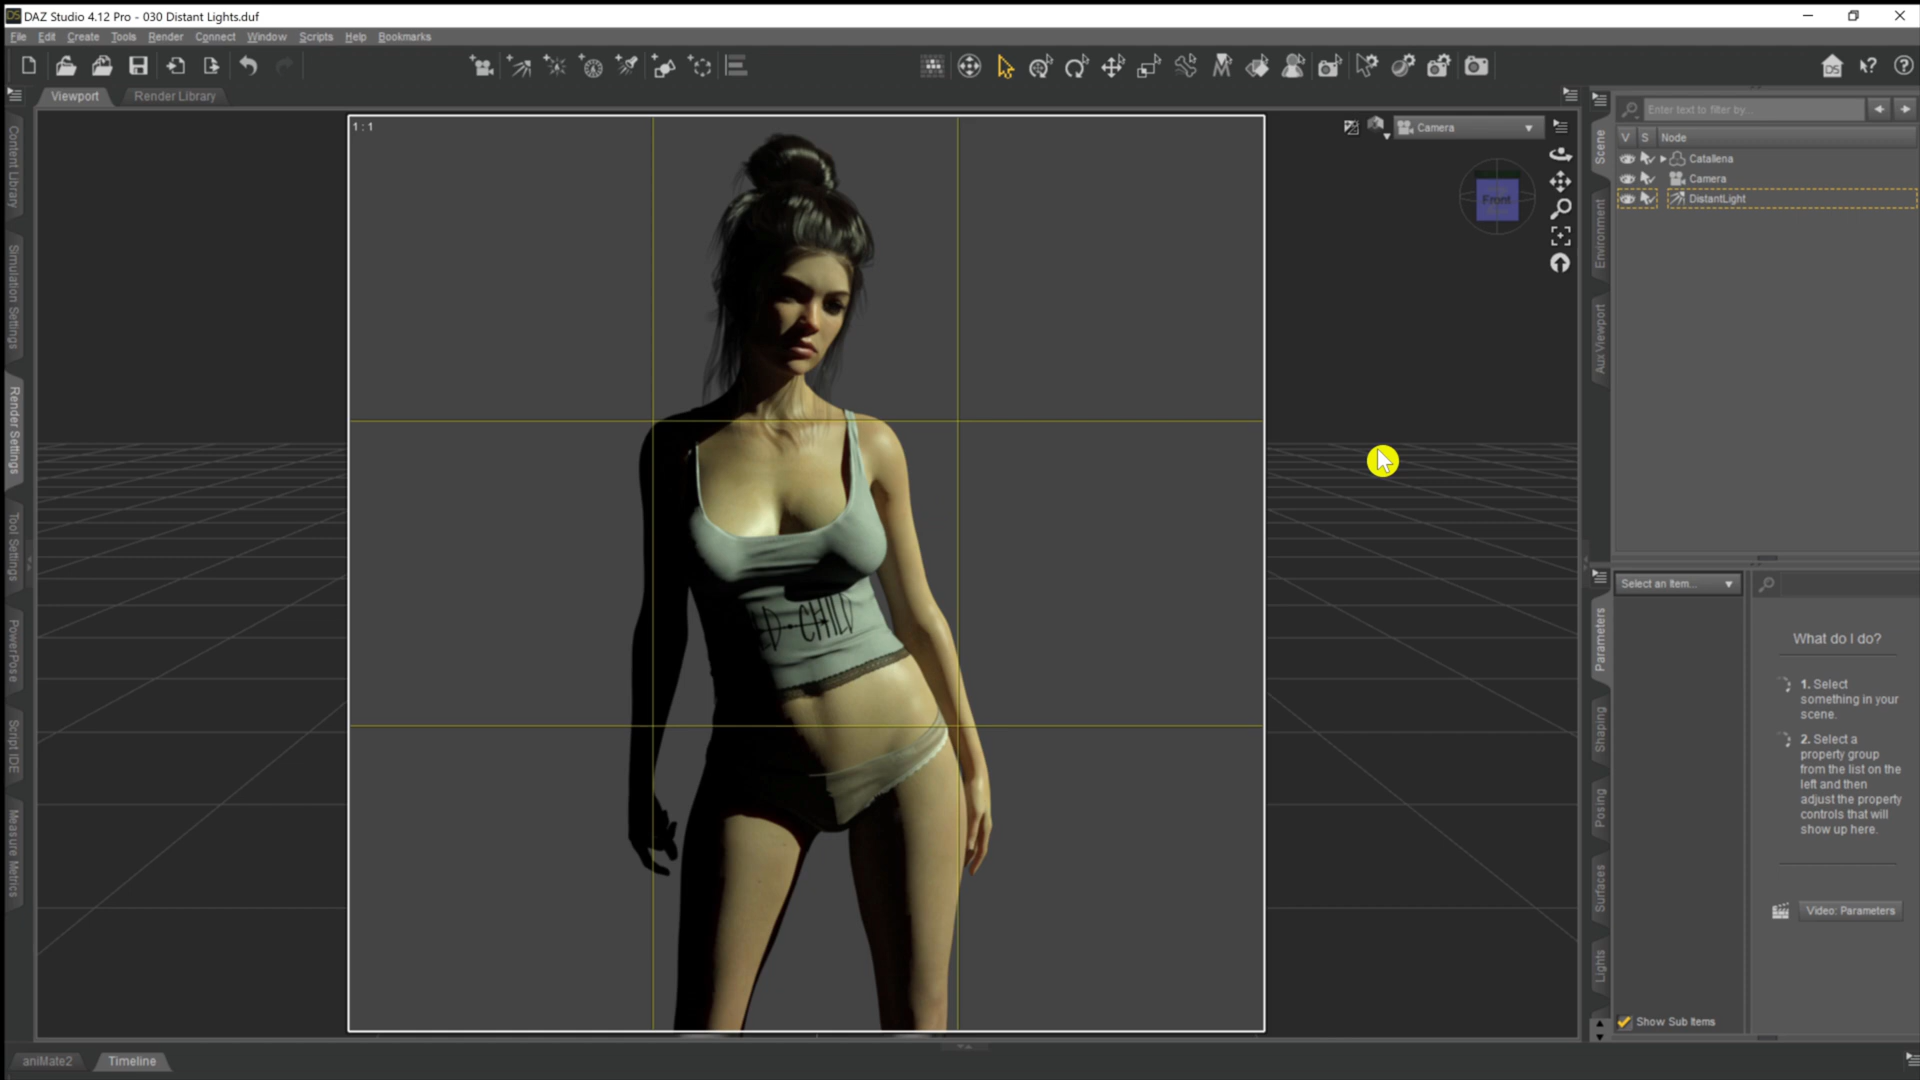 DAZ Studio 4.12 Pro - 030 Distant Lights.duf
File Edit Create Tools Render Connect Window Scripts Help Bookmarks
Viewport Render Library
1 : 1
Camera
Front
Content Library
Simulation Settings
Render Settings
Tool Settings
PowerPose
Script IDE
Measure Metrics
Enter text to filter by...
V S Node
Catallena
Camera
DistantLight
Scene
Environment
Aux Viewport
Select an Item...
What do I do?
1. Select
something in your
scene.
2. Select a
property group
from the list on the
left and then
adjust the property
controls that will
show up here.
Video: Parameters
Show Sub Items
Parameters
Shaping
Posing
Surfaces
Lights
CHILD
aniMate2 Timeline